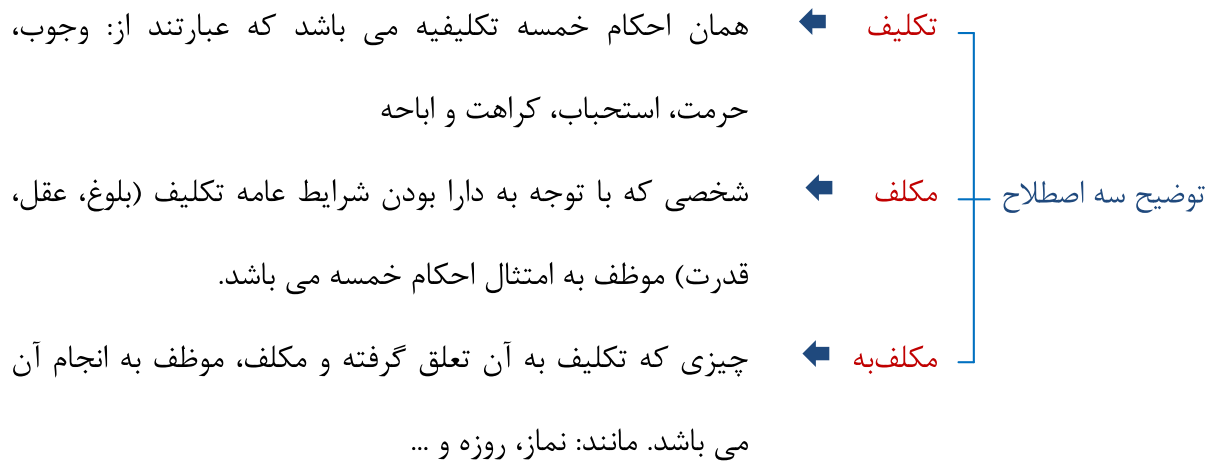 توضیح سه اصطلاح
تکلیف
همان احکام خمسه تکلیفیه می باشد که عبارتند از: وجوب،
حرمت، استحباب، کراهت و اباحه
مکلف
شخصی که با توجه به دارا بودن شرایط عامه تکلیف (بلوغ، عقل،
قدرت) موظف به امتثال احکام خمسه می باشد.
مکلف‌به
چیزی که تکلیف به آن تعلق گرفته و مکلف، موظف به انجام آن
می باشد. مانند: نماز، روزه و ...